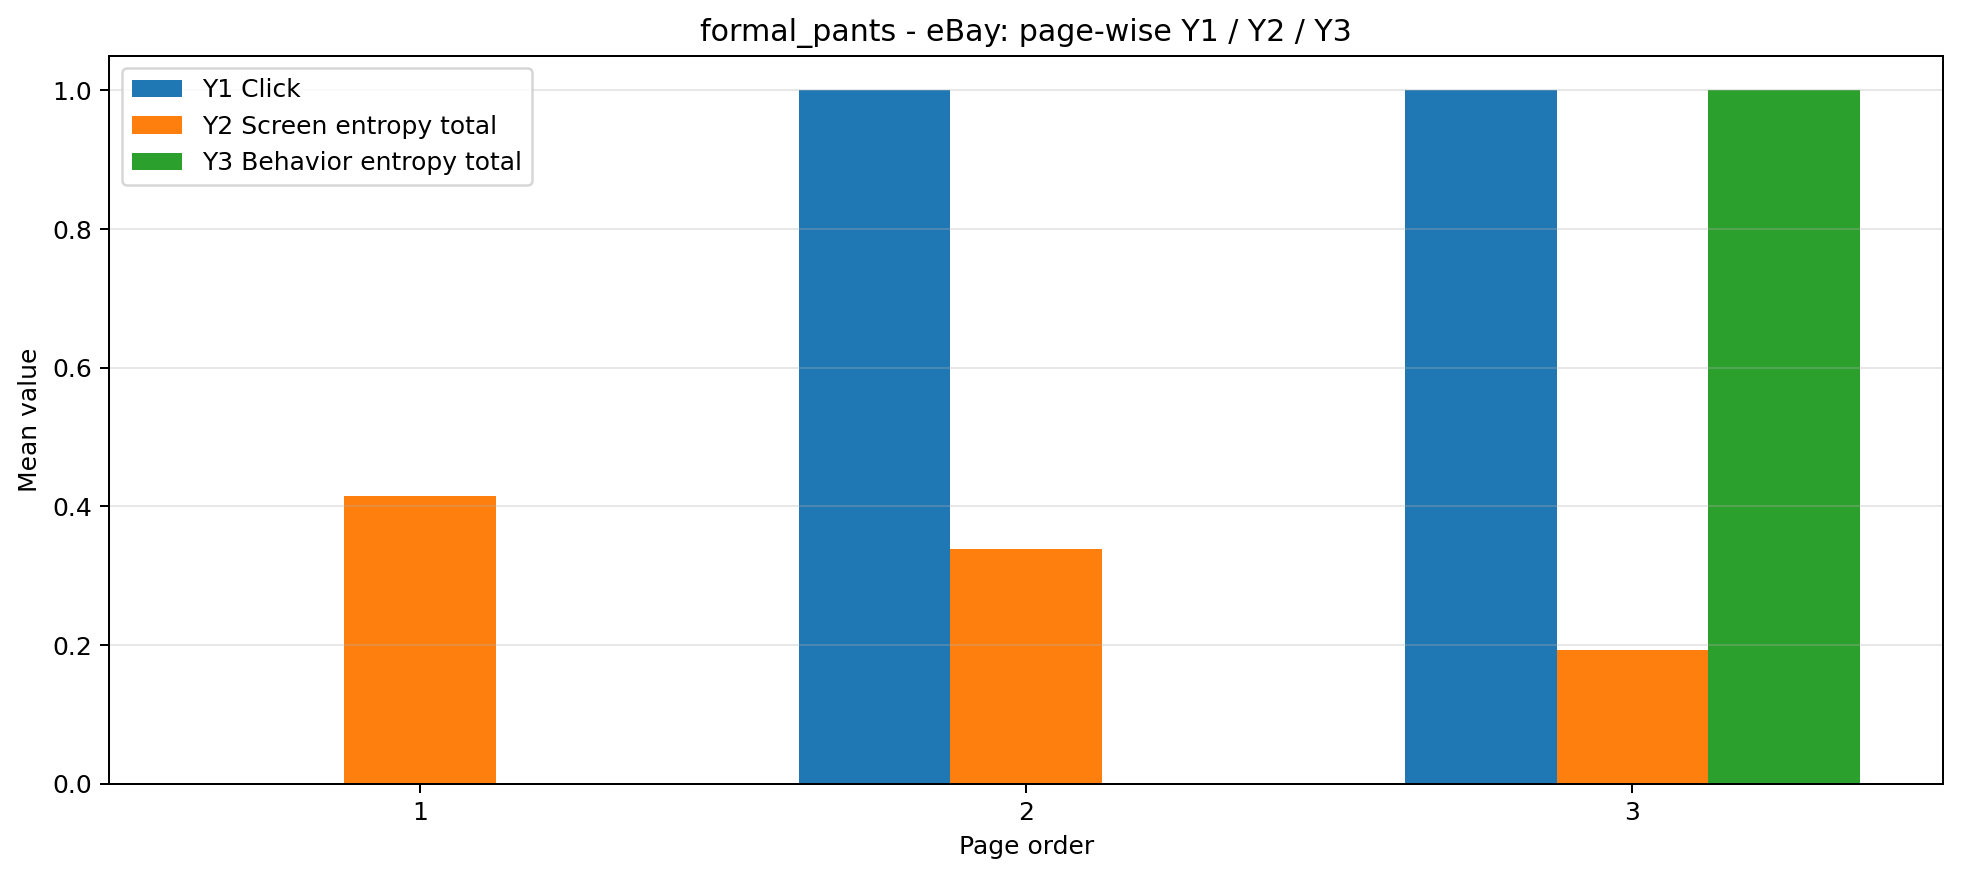 formal_pants - eBay: page-wise Y1 / Y2 / Y3
Y1 Click
Y2 Screen entropy total
Y3 Behavior entropy total
Mean value
1.0
0.8
0.6
0.4
0.2
0.0
1 2 3
Page order